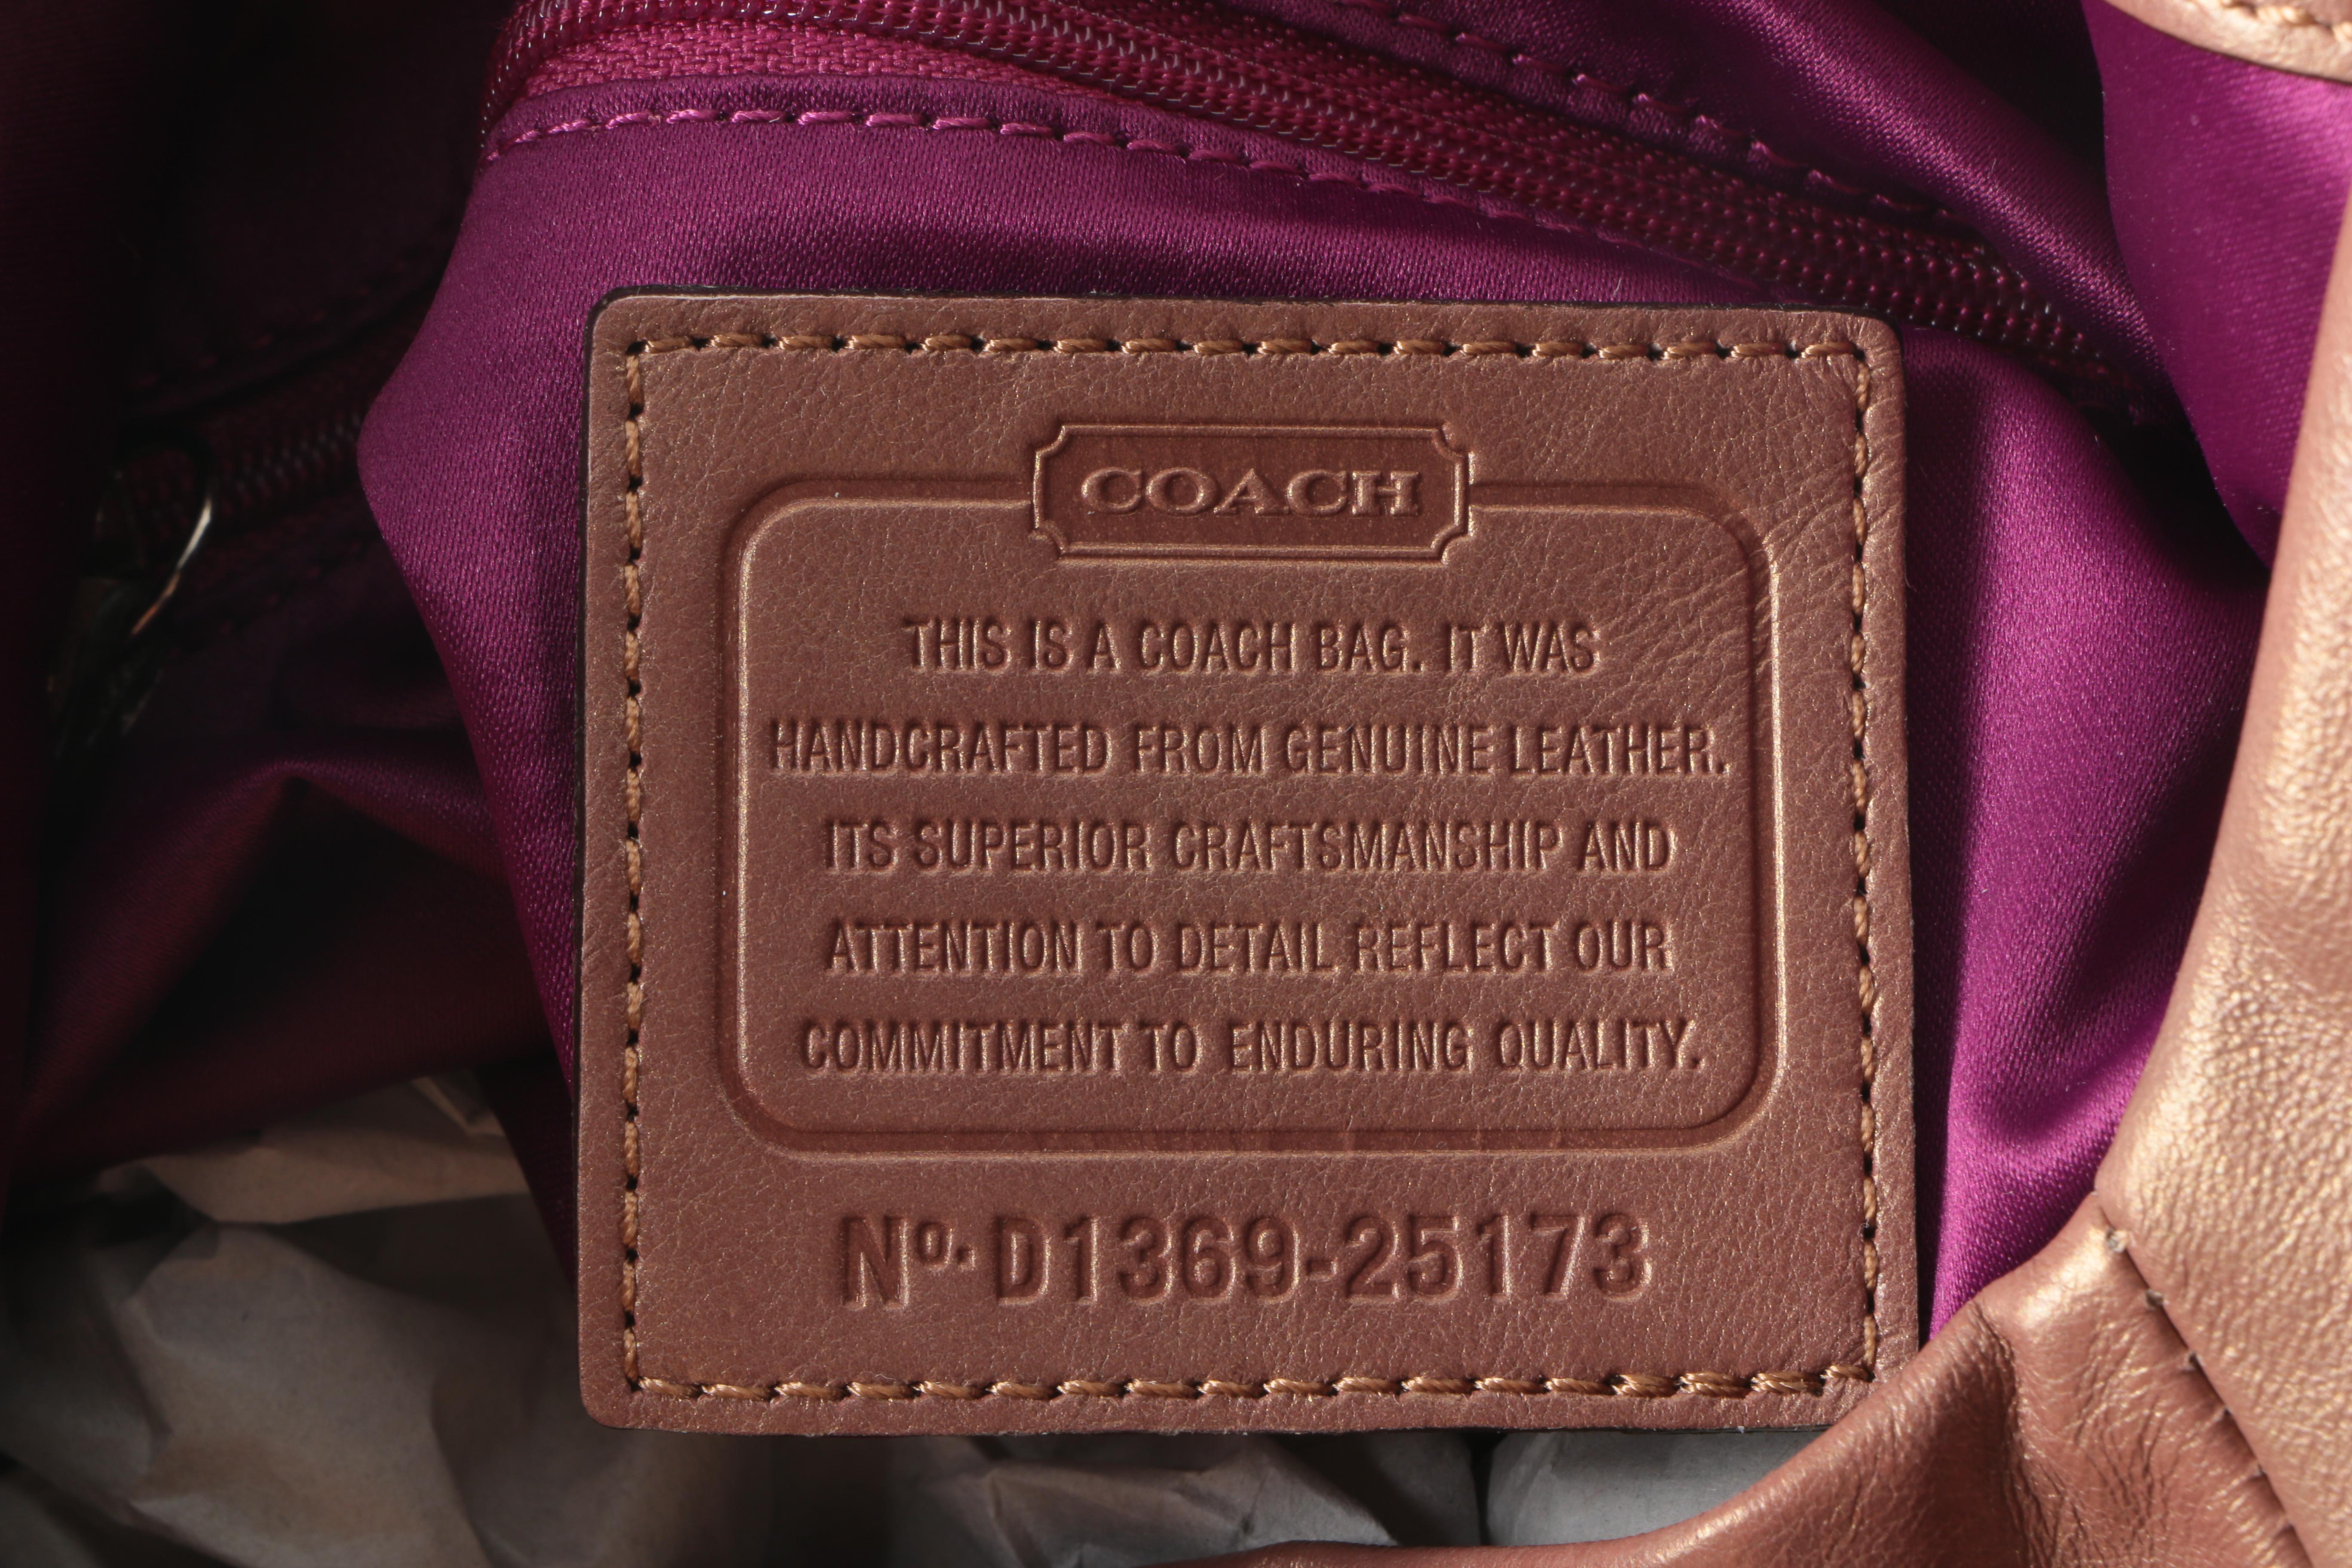 COACH
THIS IS A COACH BAG. IT WAS
HANDCRAFTED FROM GENUINE LEATHER.
ITS SUPERIOR CRAFTSMANSHIP AND
ATTENTION TO DETAIL REFLECT OUR
COMMITMENT TO ENDURING QUALITY.
Nº. D1369-25173